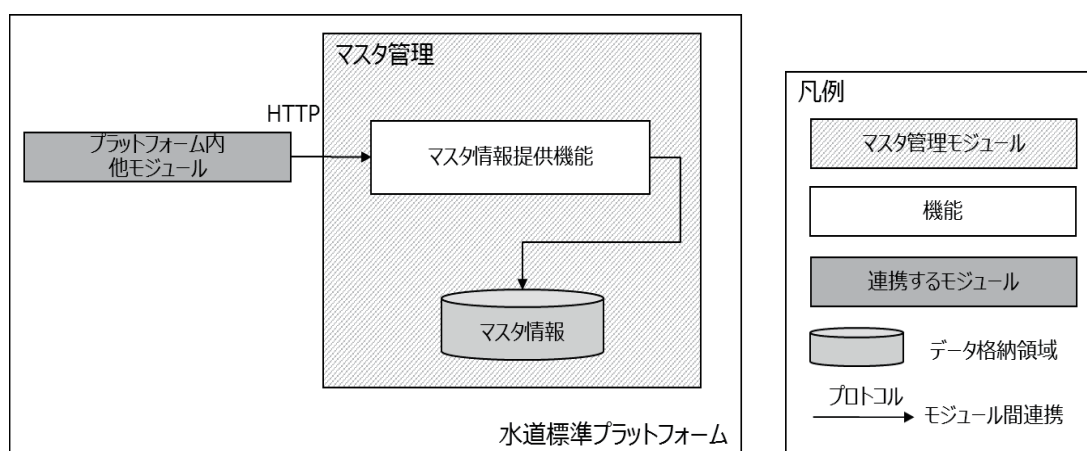 マスタ管理
HTTP
プラットフォーム内
他モジュール
マスタ情報提供機能
マスタ情報
水道標準プラットフォーム
凡例
マスタ管理モジュール
機能
連携するモジュール
データ格納領域
プロトコル
モジュール間連携